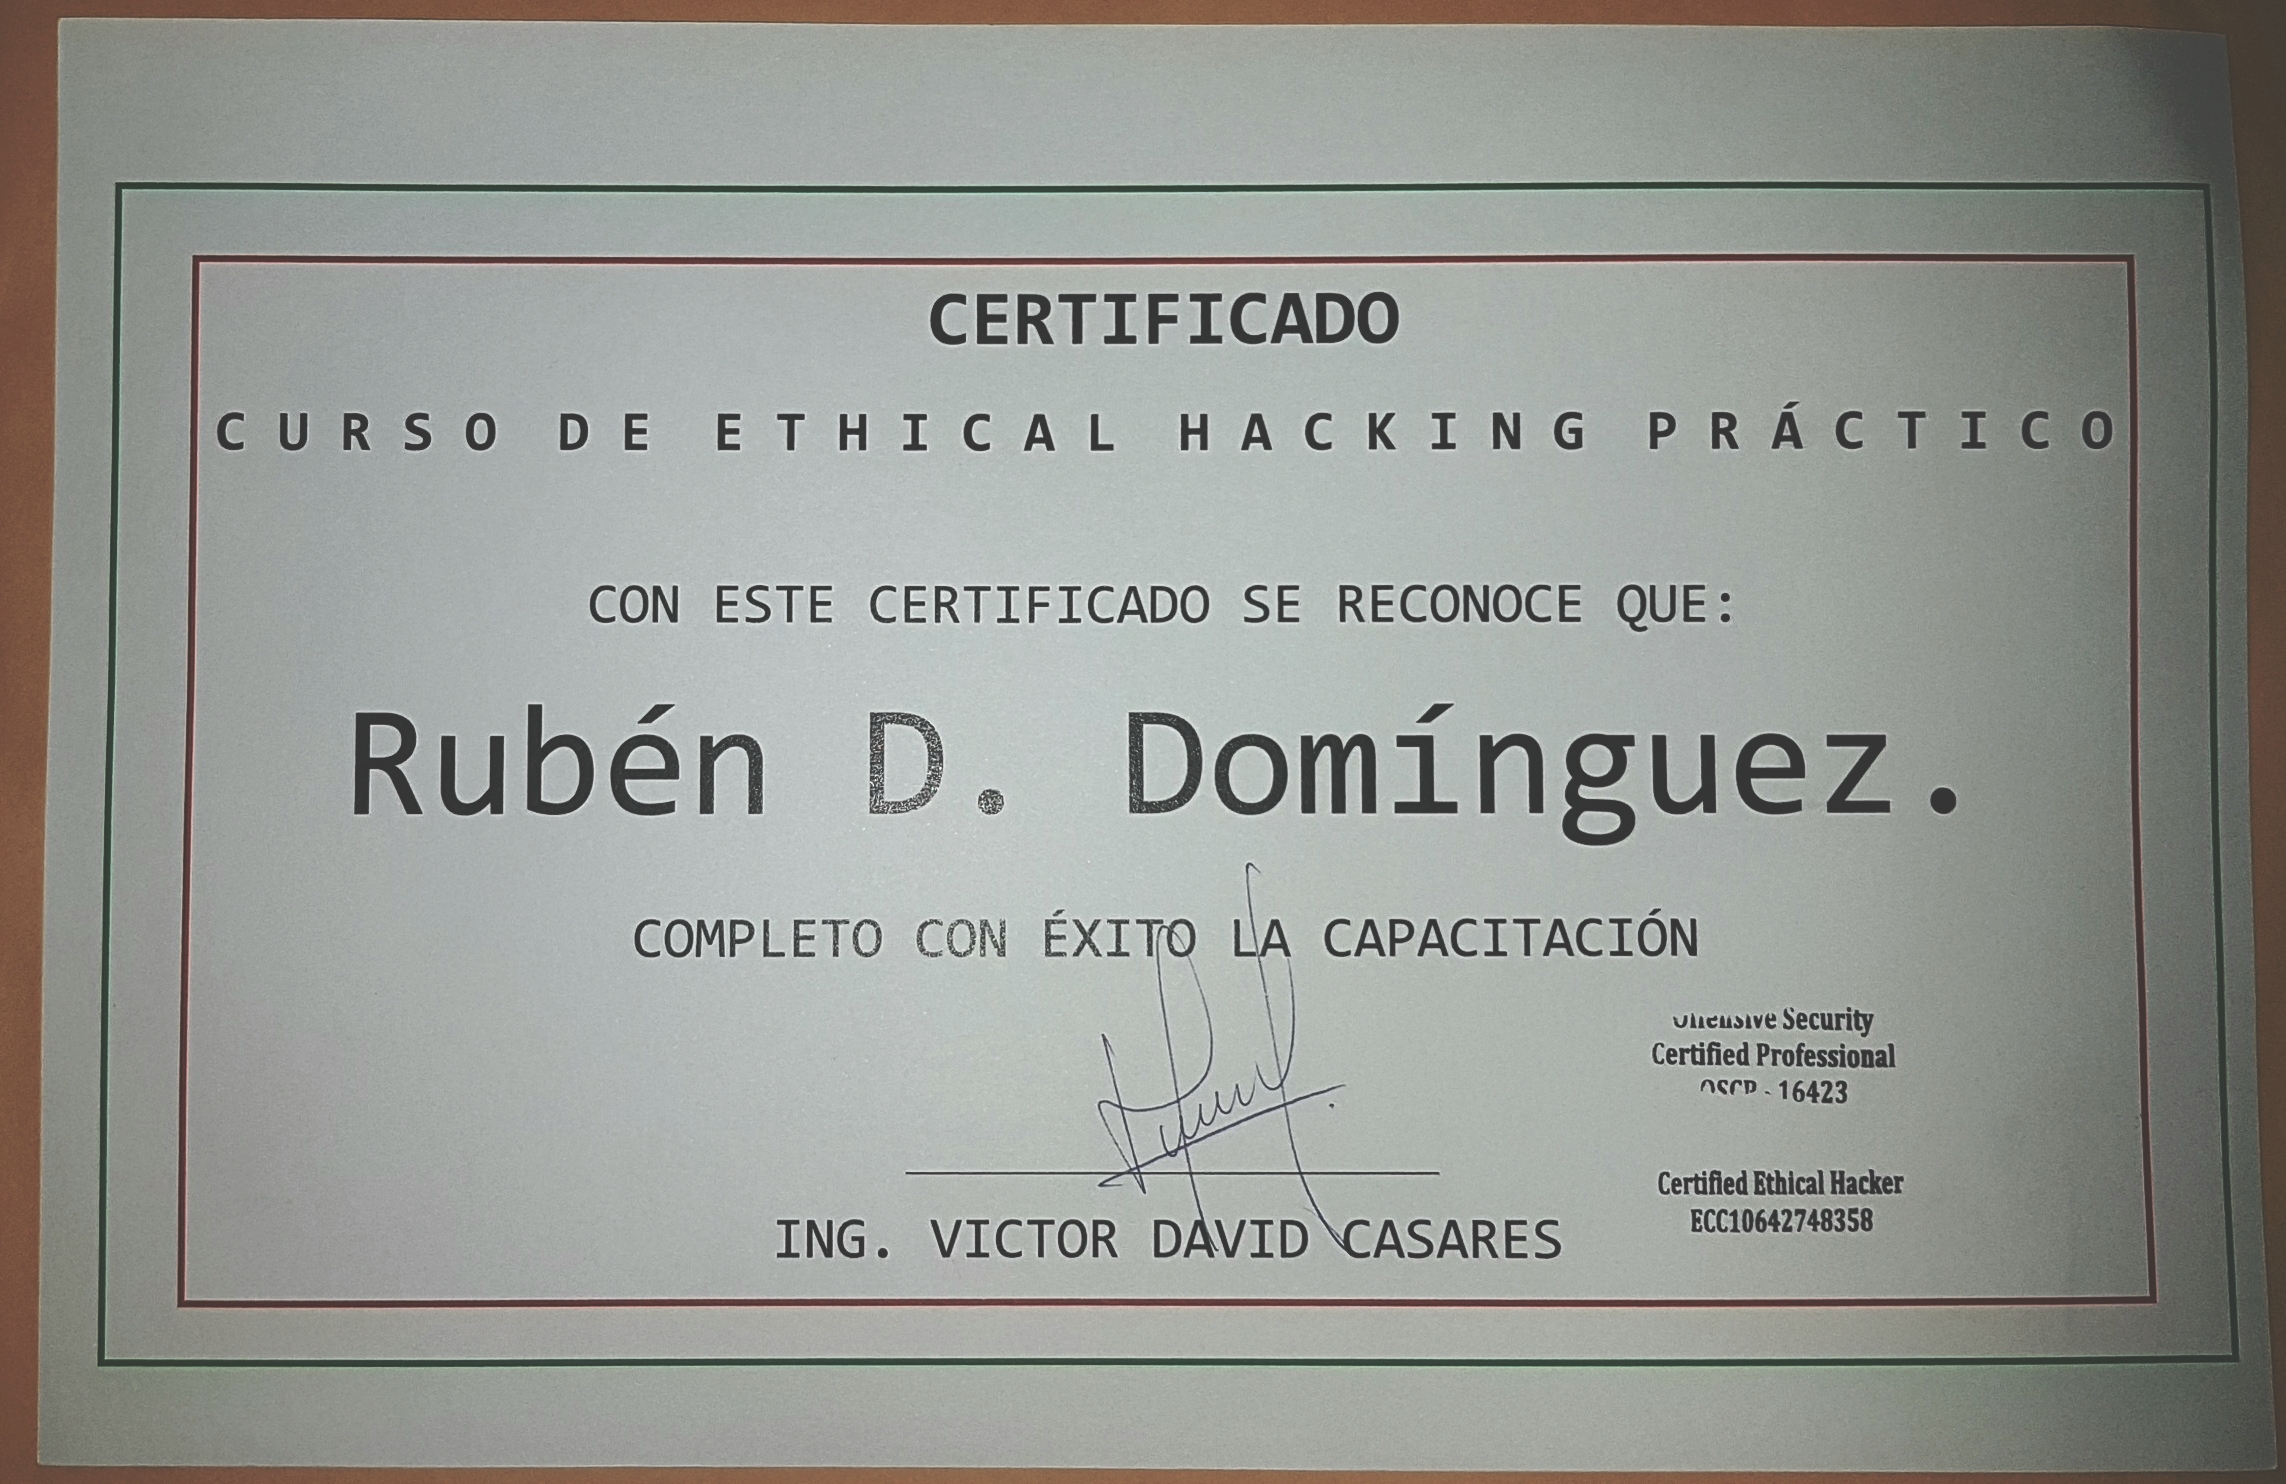 CERTIFICADO
CURSO DE ETHICAL HACKING PRÁCTICO
CON ESTE CERTIFICADO SE RECONOCE QUE:
Rubén D. Domínguez.
COMPLETO CON ÉXITO LA CAPACITACIÓN
Offensive Security
Certified Professional
OSCP - 16423
Certified Ethical Hacker
ECC10642748358
ING. VICTOR DAVID CASARES